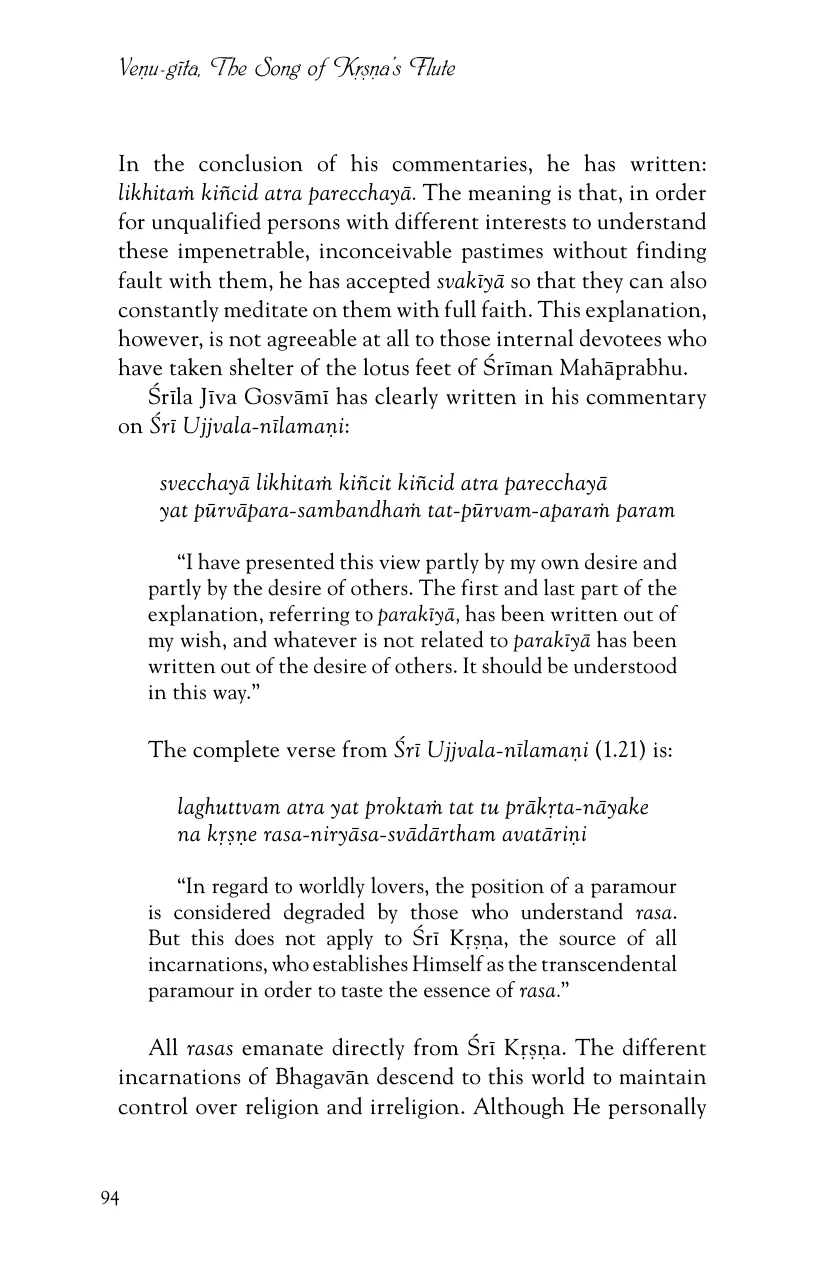 Veṇu-gīta, The Song of Kṛṣṇa's Flute
In the conclusion of his commentaries, he has written:
likhitaṁ kiñcid atra parecchayā. The meaning is that, in order
for unqualified persons with different interests to understand
these impenetrable, inconceivable pastimes without finding
fault with them, he has accepted svakīyā so that they can also
constantly meditate on them with full faith. This explanation,
however, is not agreeable at all to those internal devotees who
have taken shelter of the lotus feet of Śrīman Mahāprabhu.
Śrīla Jīva Gosvāmī has clearly written in his commentary
on Śrī Ujjvala-nīlamaṇi:
svecchayā likhitaṁ kiñcit kiñcid atra parecchayā
yat pūrvāpara-sambandhaṁ tat-pūrvam-aparaṁ param
“I have presented this view partly by my own desire and
partly by the desire of others. The first and last part of the
explanation, referring to parakīyā, has been written out of
my wish, and whatever is not related to parakīyā has been
written out of the desire of others. It should be understood
in this way.”
The complete verse from Śrī Ujjvala-nīlamaṇi (1.21) is:
laghuttvam atra yat proktaṁ tat tu prākṛta-nāyake
na kṛṣṇe rasa-niryāsa-svādārtham avatāriṇi
“In regard to worldly lovers, the position of a paramour
is considered degraded by those who understand rasa.
But this does not apply to Śrī Kṛṣṇa, the source of all
incarnations, who establishes Himself as the transcendental
paramour in order to taste the essence of rasa.”
All rasas emanate directly from Śrī Kṛṣṇa. The different
incarnations of Bhagavān descend to this world to maintain
control over religion and irreligion. Although He personally
94